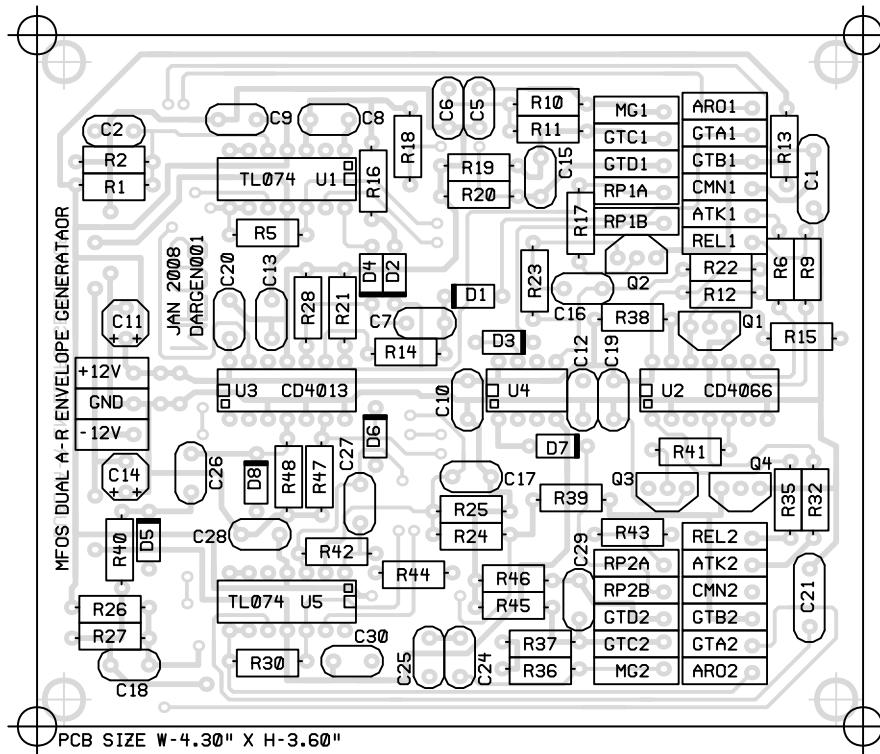 C6
C5
R10
R11
MG1
ARO1
C9
C8
C2
R2
R1
R18
R16
TL074 U1
R19
R20
C15
GTC1
GTA1
GTD1
GTB1
RP1A
CMN1
RP1B
ATK1
REL1
R13
C1
R17
R5
MFOS DUAL A-R ENVELOPE GENERATAOR
JAN 2008
DARGEN001
C20
C13
R28
R21
D4
D2
D1
R23
Q2
C16
R22
R12
R6
R9
C11
C7
R14
D3
R38
Q1
R15
+12V
GND
-12V
U3 CD4013
C10
U4
C12
C19
U2 CD4066
D6
D7
R41
C14
C26
D8
R48
R47
C27
C17
R39
Q3
Q4
R35
R32
R40
D5
C28
R42
R25
R24
R43
R44
C29
REL2
RP2A
ATK2
RP2B
CMN2
GTD2
GTB2
GTC2
GTA2
MG2
ARO2
C21
R26
R27
C18
TL074 U5
R46
R45
R30
C30
C25
C24
R37
R36
PCB SIZE W-4.30" X H-3.60"